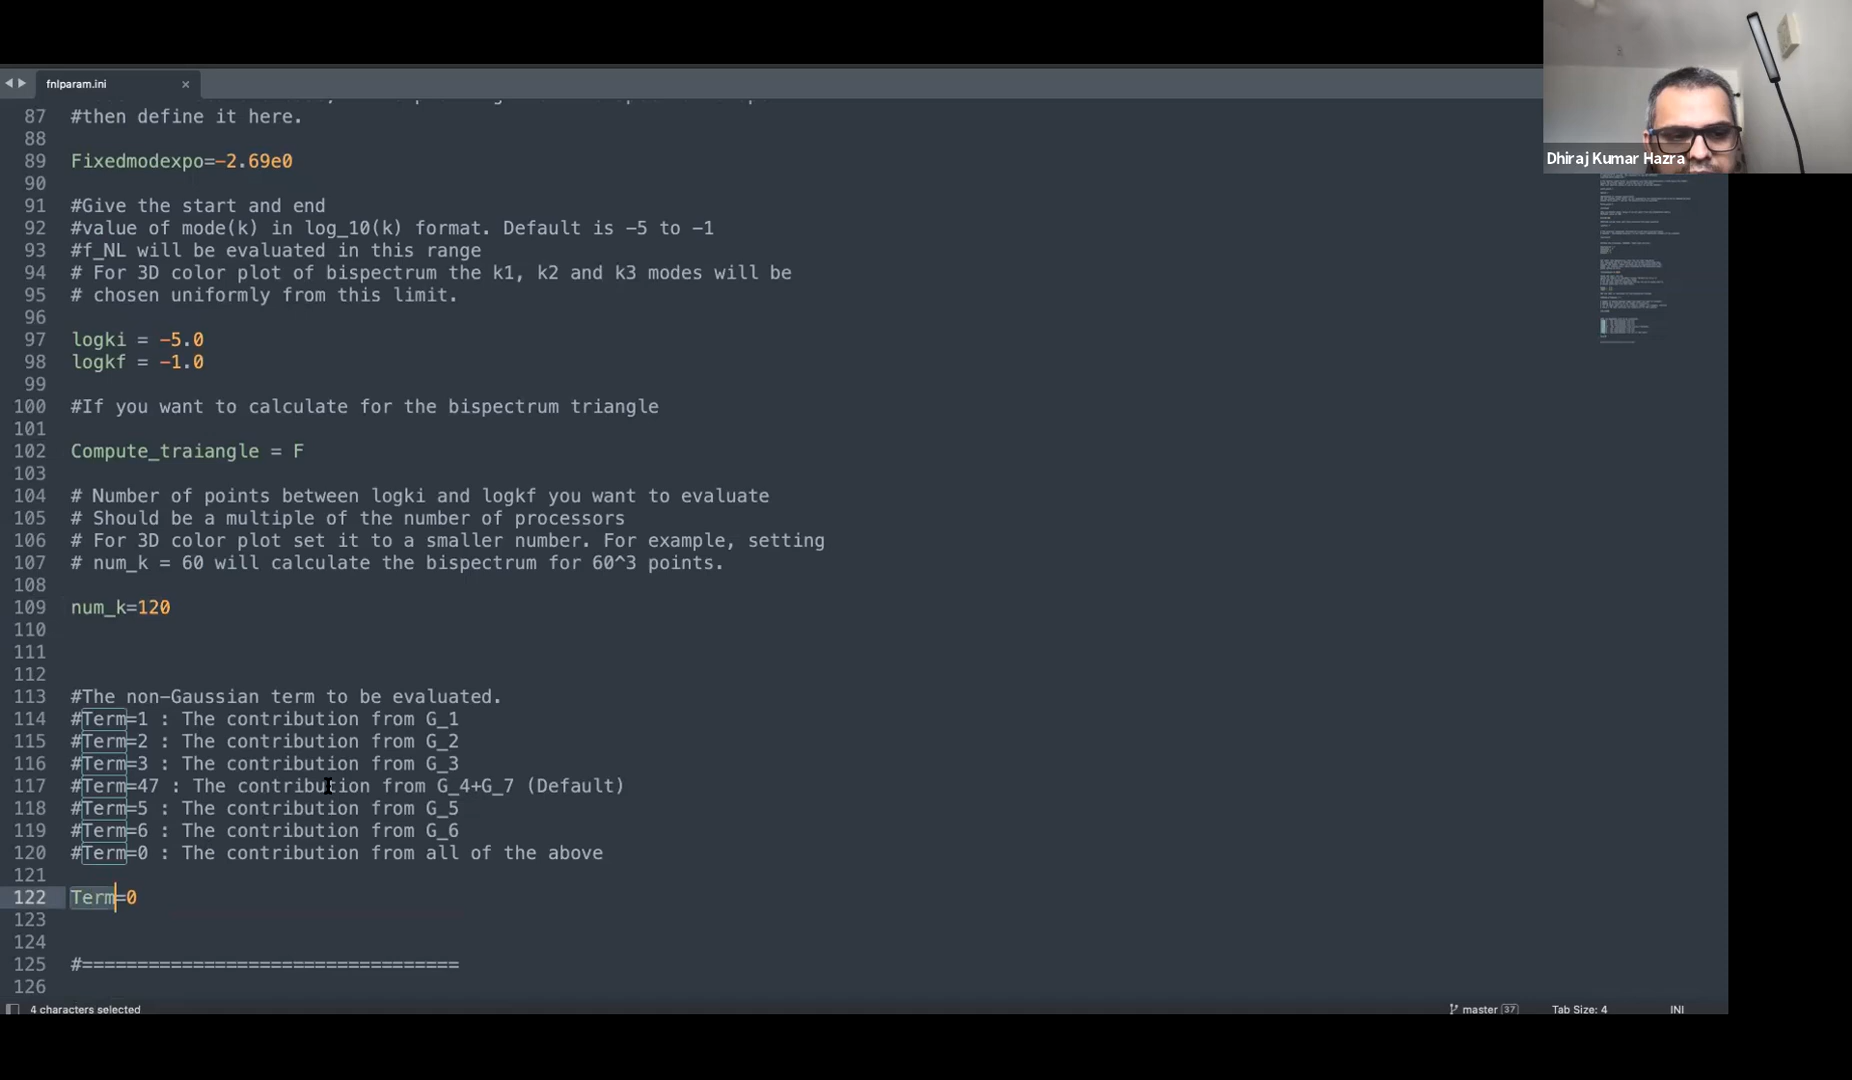 fnlparam.ini
87 #then define it here.
88
89 Fixedmodexpo=-2.69e0
90
91 #Give the start and end
92 #value of mode(k) in log_10(k) format. Default is -5 to -1
93 #f_NL will be evaluated in this range
94 # For 3D color plot of bispectrum the k1, k2 and k3 modes will be
95 # chosen uniformly from this limit.
96
97 logki = -5.0
98 logkf = -1.0
99
100 #If you want to calculate for the bispectrum triangle
101
102 Compute_traiangle = F
103
104 # Number of points between logki and logkf you want to evaluate
105 # Should be a multiple of the number of processors
106 # For 3D color plot set it to a smaller number. For example, setting
107 # num_k = 60 will calculate the bispectrum for 60^3 points.
108
109 num_k=120
110
111
112
113 #The non-Gaussian term to be evaluated.
114 #Term=1 : The contribution from G_1
115 #Term=2 : The contribution from G_2
116 #Term=3 : The contribution from G_3
117 #Term=47 : The contribution from G_4+G_7 (Default)
118 #Term=5 : The contribution from G_5
119 #Term=6 : The contribution from G_6
120 #Term=0 : The contribution from all of the above
121
122 Term=0
123
124
125 #==================================
126
4 characters selected
master 37
Tab Size: 4
INI
Dhiraj Kumar Hazra